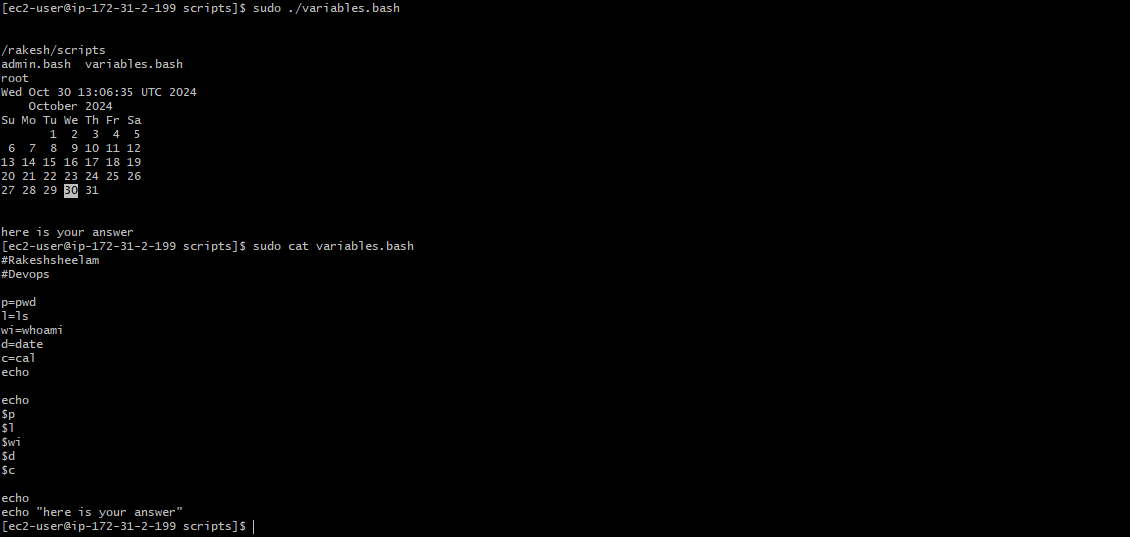 [ec2-user@ip-172-31-2-199 scripts]$ sudo ./variables.bash
/rakesh/scripts
admin.bash  variables.bash
root
Wed Oct 30 13:06:35 UTC 2024
    October 2024
Su Mo Tu We Th Fr Sa
       1  2  3  4  5
 6  7  8  9 10 11 12
13 14 15 16 17 18 19
20 21 22 23 24 25 26
27 28 29 30 31
here is your answer
[ec2-user@ip-172-31-2-199 scripts]$ sudo cat variables.bash
#Rakeshsheelam
#Devops
p=pwd
l=ls
wi=whoami
d=date
c=cal
echo
echo
$p
$l
$wi
$d
$c
echo
echo "here is your answer"
[ec2-user@ip-172-31-2-199 scripts]$